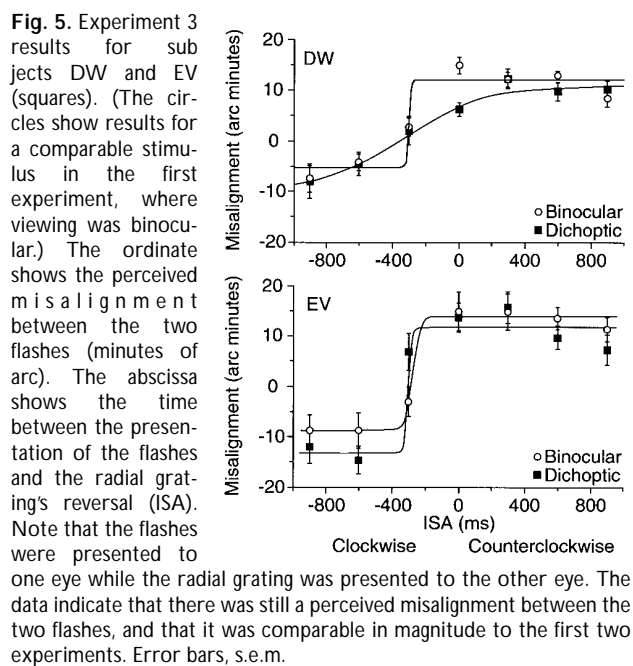 Fig. 5. Experiment 3
results for sub
jects DW and EV
(squares). (The cir-
cles show results for
a comparable stimu-
lus in the first
experiment, where
viewing was binocu-
lar.) The ordinate
shows the perceived
misalignment
between the two
flashes (minutes of
arc). The abscissa
shows the time
between the presen-
tation of the flashes
and the radial grat-
ing's reversal (ISA).
Note that the flashes
were presented to
one eye while the radial grating was presented to the other eye. The
data indicate that there was still a perceived misalignment between the
two flashes, and that it was comparable in magnitude to the first two
experiments. Error bars, s.e.m.
Misalignment (arc minutes)
20
10
0
-10
-20
DW
Binocular
Dichoptic
-800 -400 0 400 800
Misalignment (arc minutes)
20
10
0
-10
-20
EV
Binocular
Dichoptic
-800 -400 0 400 800
ISA (ms)
Clockwise Counterclockwise